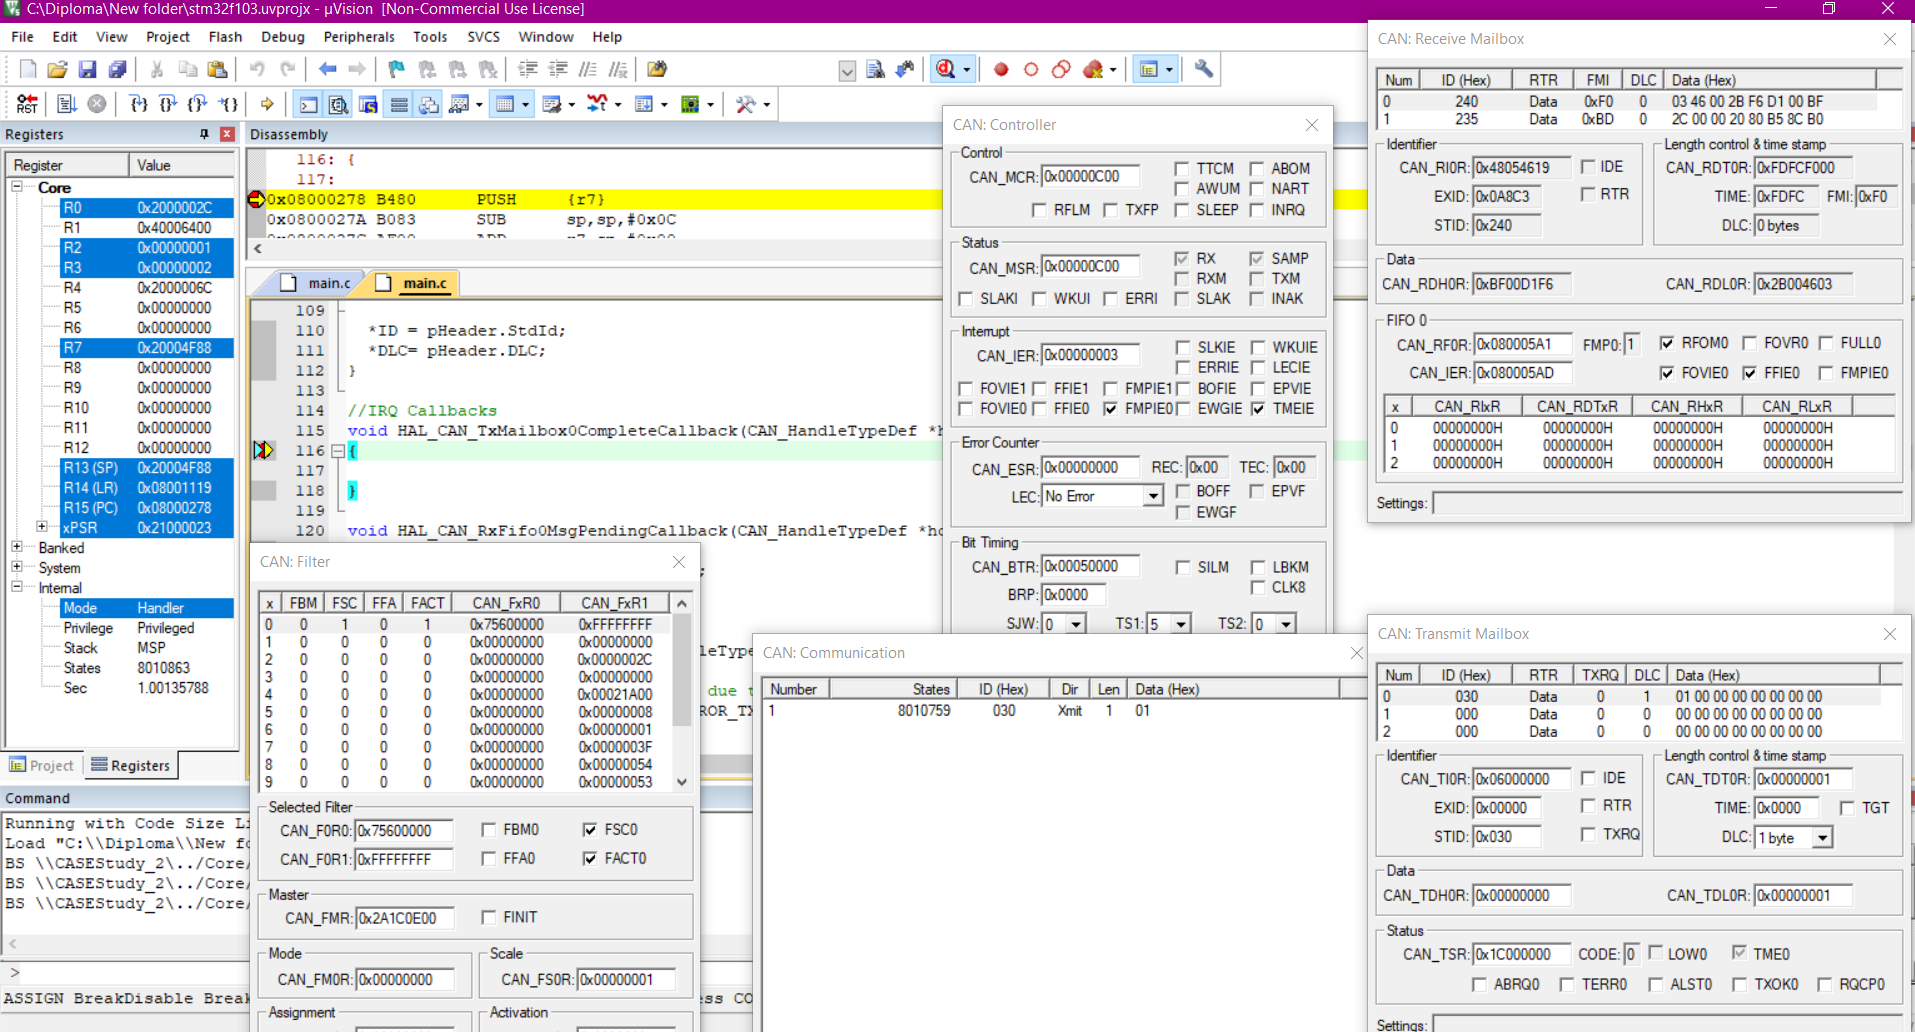 C:\Diploma\New folder\stm32f103.uvprojx - µVision  [Non-Commercial Use License]
File Edit View Project Flash Debug Peripherals Tools SVCS Window Help
RST
Registers
Register Value
Core
R0 0x2000002C
R1 0x40006400
R2 0x00000001
R3 0x00000002
R4 0x2000006C
R5 0x00000000
R6 0x00000000
R7 0x20004F88
R8 0x00000000
R9 0x00000000
R10 0x00000000
R11 0x00000000
R12 0x00000000
R13 (SP) 0x20004F88
R14 (LR) 0x08001119
R15 (PC) 0x08000278
xPSR 0x21000023
Banked
System
Internal
Mode Handler
Privilege Privileged
Stack MSP
States 8010863
Sec 1.00135788
Project Registers
Disassembly
116: {
117:
0x08000278 B480 PUSH {r7}
0x0800027A B083 SUB sp,sp,#0x0C
main.c main.c
109
110 *ID = pHeader.StdId;
111 *DLC= pHeader.DLC;
112 }
113
114 //IRQ Callbacks
115 void HAL_CAN_TxMailbox0CompleteCallback(CAN_HandleTypeDef *h
116 {
117
118 }
119
120 void HAL_CAN_RxFifo0MsgPendingCallback(CAN_HandleTypeDef *h
;
due t
ROR_TX
Command
Running with Code Size Li
Load "C:\\Diploma\\New fo
BS \\CASEStudy_2\../Core/
BS \\CASEStudy_2\../Core/
BS \\CASEStudy_2\../Core/
>
ASSIGN BreakDisable Break
ss CO
CAN: Filter
x FBM FSC FFA FACT CAN_FxR0 CAN_FxR1
0 0 1 0 1 0x75600000 0xFFFFFFFF
1 0 0 0 0 0x00000000 0x00000000
2 0 0 0 0 0x00000000 0x0000002C
3 0 0 0 0 0x00000000 0x00000000
4 0 0 0 0 0x00000000 0x00021A00
5 0 0 0 0 0x00000000 0x00000008
6 0 0 0 0 0x00000000 0x00000001
7 0 0 0 0 0x00000000 0x0000003F
8 0 0 0 0 0x00000000 0x00000054
9 0 0 0 0 0x00000000 0x00000053
Selected Filter
CAN_F0R0: 0x75600000 FBM0 FSC0
CAN_F0R1: 0xFFFFFFFF FFA0 FACT0
Master
CAN_FMR: 0x2A1C0E00 FINIT
Mode Scale
CAN_FM0R: 0x00000000 CAN_FS0R: 0x00000001
Assignment Activation
CAN: Controller
Control
CAN_MCR: 0x00000C00 TTCM ABOM
AWUM NART
RFLM TXFP SLEEP INRQ
Status
CAN_MSR: 0x00000C00 RX SAMP
RXM TXM
SLAKI WKUI ERRI SLAK INAK
Interrupt
CAN_IER: 0x00000003 SLKIE WKUIE
ERRIE LECIE
FOVIE1 FFIE1 FMPIE1 BOFIE EPVIE
FOVIE0 FFIE0 FMPIE0 EWGIE TMEIE
Error Counter
CAN_ESR: 0x00000000 REC: 0x00 TEC: 0x00
LEC: No Error BOFF EPVF
EWGF
Bit Timing
CAN_BTR: 0x00050000 SILM LBKM
BRP: 0x0000 CLK8
SJW: 0 TS1: 5 TS2: 0
CAN: Communication
Number States ID (Hex) Dir Len Data (Hex)
1 8010759 030 Xmit 1 01
CAN: Receive Mailbox
Num ID (Hex) RTR FMI DLC Data (Hex)
0 240 Data 0xF0 0 03 46 00 2B F6 D1 00 BF
1 235 Data 0xBD 0 2C 00 00 20 80 B5 8C B0
Identifier Length control & time stamp
CAN_RI0R: 0x48054619 IDE CAN_RDT0R: 0xFDFCF000
EXID: 0x0A8C3 RTR TIME: 0xFDFC FMI: 0xF0
STID: 0x240 DLC: 0 bytes
Data
CAN_RDH0R: 0xBF00D1F6 CAN_RDL0R: 0x2B004603
FIFO 0
CAN_RF0R: 0x080005A1 FMP0: 1 RFOM0 FOVR0 FULL0
CAN_IER: 0x080005AD FOVIE0 FFIE0 FMPIE0
x CAN_RIxR CAN_RDTxR CAN_RHxR CAN_RLxR
0 00000000H 00000000H 00000000H 00000000H
1 00000000H 00000000H 00000000H 00000000H
2 00000000H 00000000H 00000000H 00000000H
Settings:
CAN: Transmit Mailbox
Num ID (Hex) RTR TXRQ DLC Data (Hex)
0 030 Data 0 1 01 00 00 00 00 00 00 00
1 000 Data 0 0 00 00 00 00 00 00 00 00
2 000 Data 0 0 00 00 00 00 00 00 00 00
Identifier Length control & time stamp
CAN_TI0R: 0x06000000 IDE CAN_TDT0R: 0x00000001
EXID: 0x00000 RTR TIME: 0x0000 TGT
STID: 0x030 TXRQ DLC: 1 byte
Data
CAN_TDH0R: 0x00000000 CAN_TDL0R: 0x00000001
Status
CAN_TSR: 0x1C000000 CODE: 0 LOW0 TME0
ABRQ0 TERR0 ALST0 TXOK0 RQCP0
Settings: